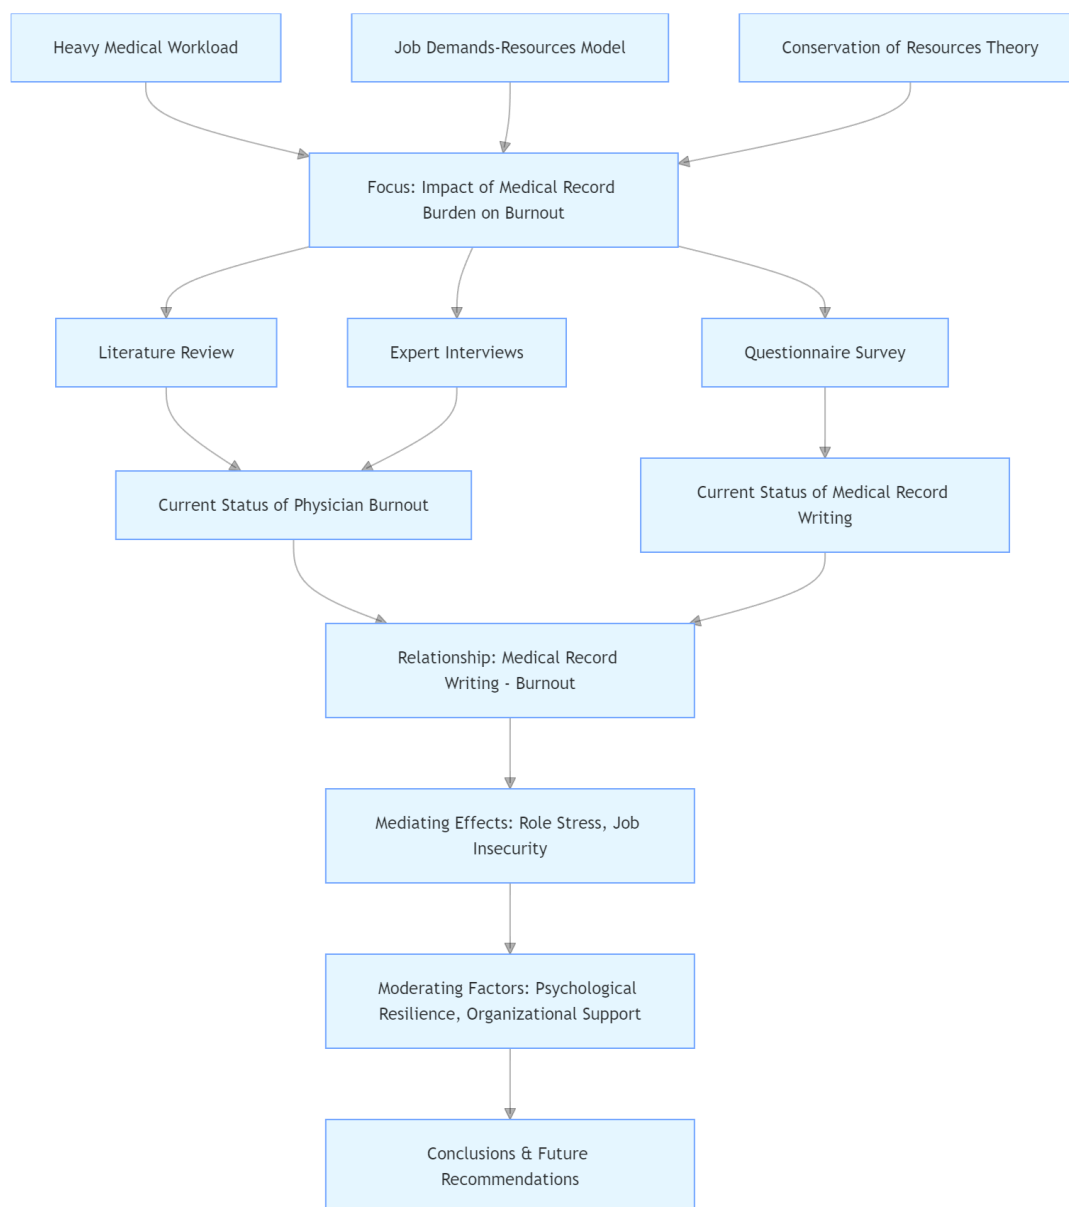 Heavy Medical Workload
Job Demands-Resources Model
Conservation of Resources Theory
Focus: Impact of Medical Record
Burden on Burnout
Literature Review
Expert Interviews
Questionnaire Survey
Current Status of Physician Burnout
Current Status of Medical Record
Writing
Relationship: Medical Record
Writing - Burnout
Mediating Effects: Role Stress, Job
Insecurity
Moderating Factors: Psychological
Resilience, Organizational Support
Conclusions & Future
Recommendations